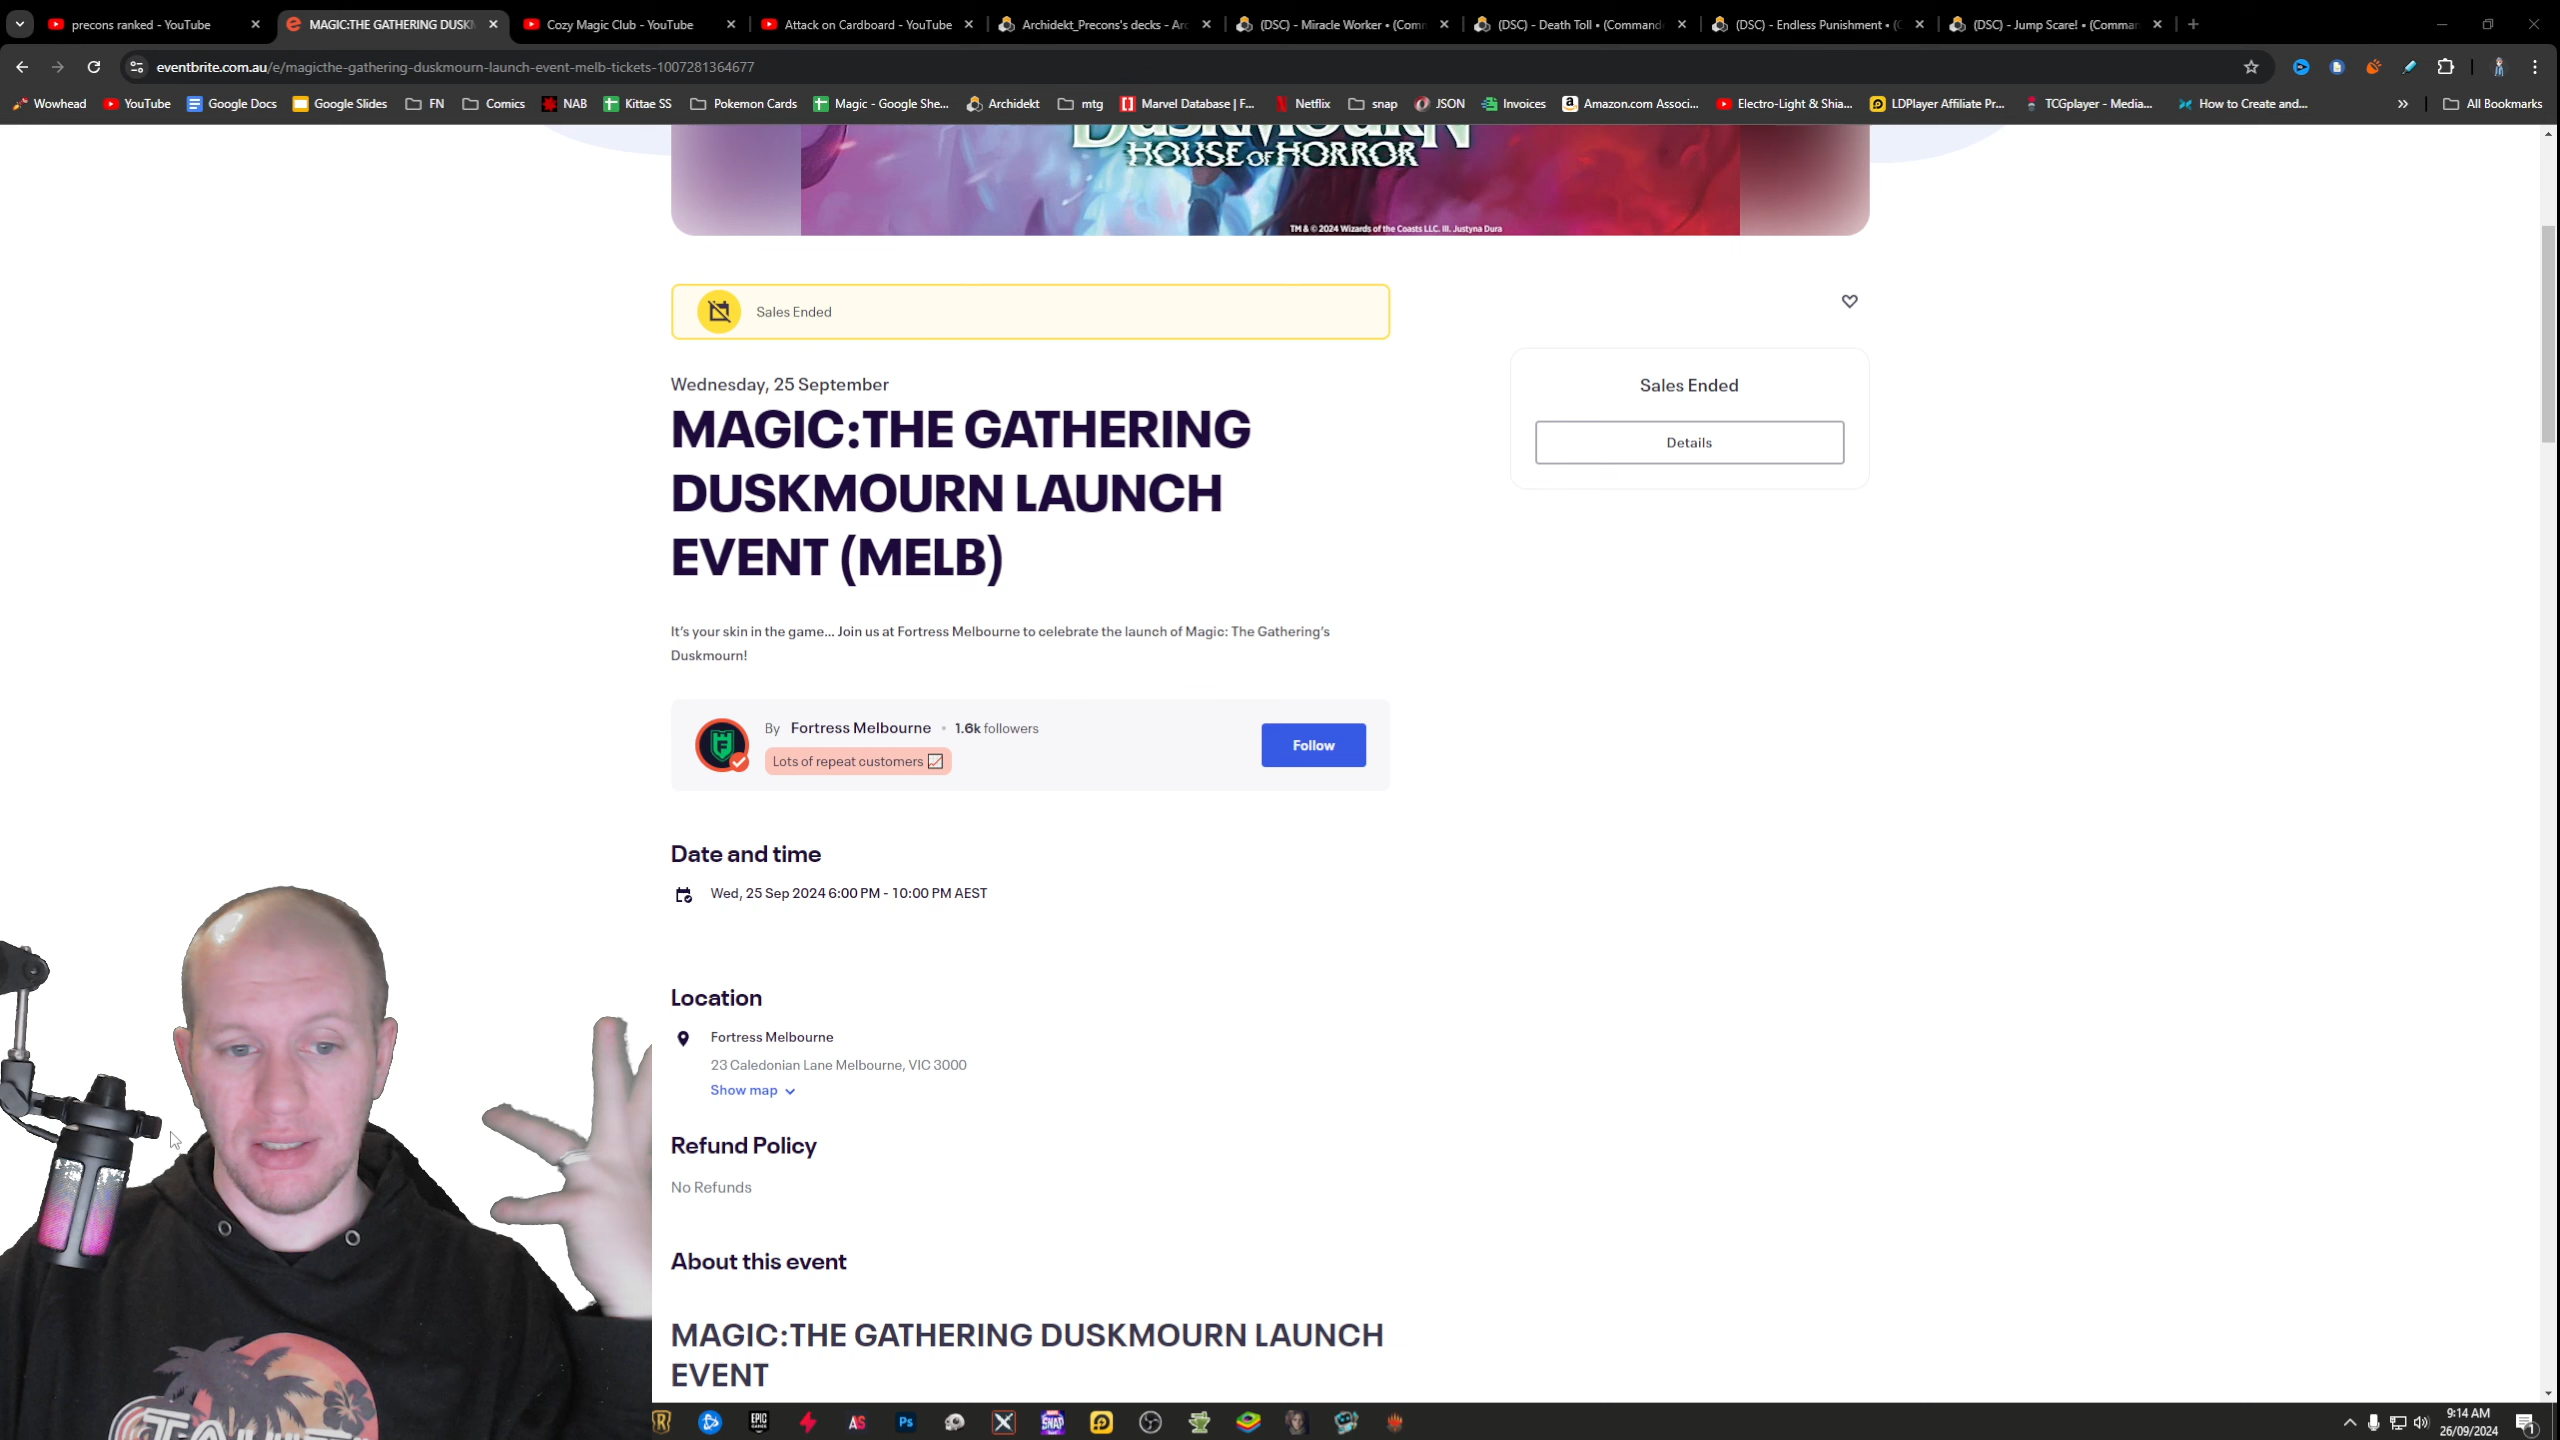 precons ranked - YouTube
MAGIC:THE GATHERING DUSK
Cozy Magic Club - YouTube
Attack on Cardboard - YouTube
Archidekt_Precons's decks - Arc
(DSC) - Miracle Worker • (Comm
(DSC) - Death Toll • (Command
(DSC) - Endless Punishment • (C
(DSC) - Jump Scare! • (Comman
eventbrite.com.au/e/magicthe-gathering-duskmourn-launch-event-melb-tickets-1007281364677
Wowhead
YouTube
Google Docs
Google Slides
FN
Comics
NAB
Kittae SS
Pokemon Cards
Magic - Google She...
Archidekt
mtg
Marvel Database | F...
Netflix
snap
JSON
Invoices
Amazon.com Associ...
Electro-Light & Shia...
LDPlayer Affiliate Pr...
TCGplayer - Media...
How to Create and...
All Bookmarks
DUSKMOURN
HOUSE OF HORROR
TM & © 2024 Wizards of the Coasts LLC. Ill. Justyna Dura
Sales Ended
Wednesday, 25 September
MAGIC:THE GATHERING
DUSKMOURN LAUNCH
EVENT (MELB)
Sales Ended
Details
It's your skin in the game... Join us at Fortress Melbourne to celebrate the launch of Magic: The Gathering's
Duskmourn!
By Fortress Melbourne • 1.6k followers
Lots of repeat customers
Follow
Date and time
Wed, 25 Sep 2024 6:00 PM - 10:00 PM AEST
Location
Fortress Melbourne
23 Caledonian Lane Melbourne, VIC 3000
Show map
Refund Policy
No Refunds
About this event
MAGIC:THE GATHERING DUSKMOURN LAUNCH
EVENT
EPIC
AS
Ps
SNAP
9:14 AM
26/09/2024
1